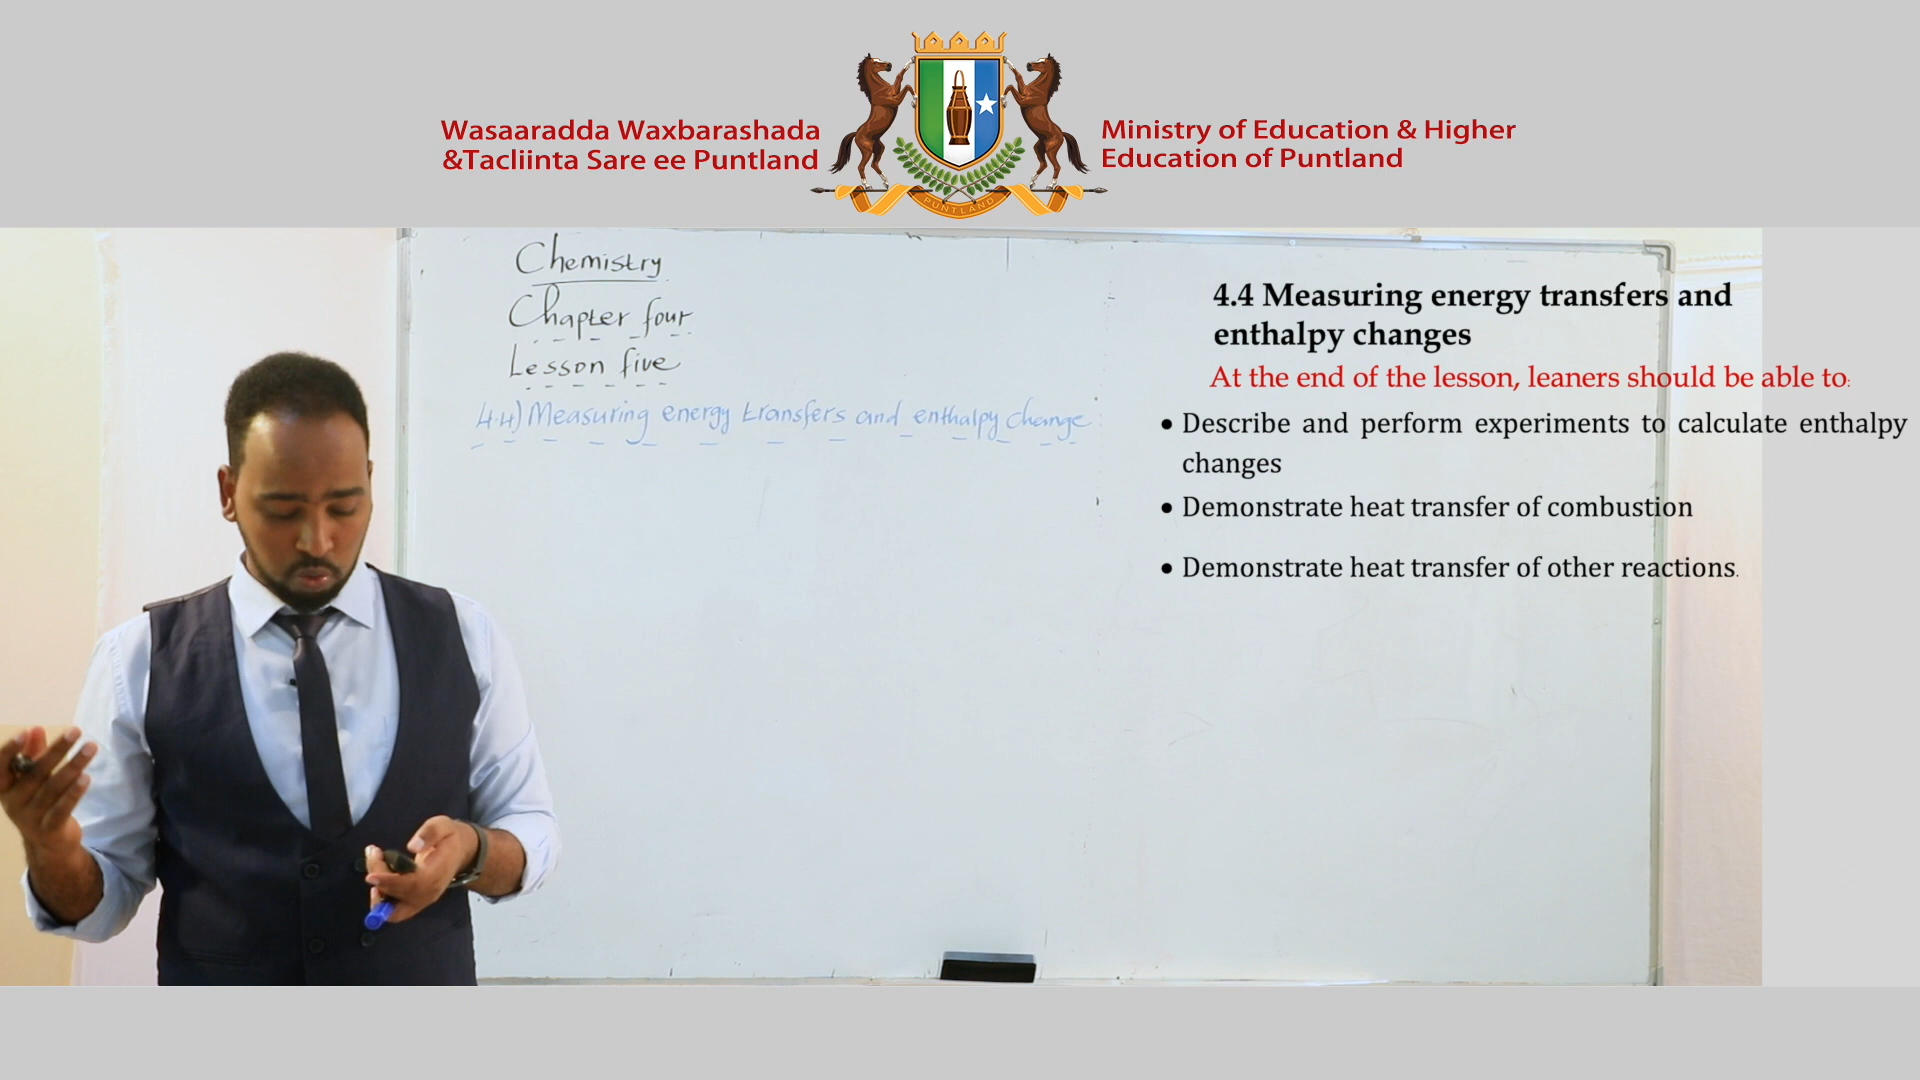 Wasaaradda Waxbarashada
&Tacliinta Sare ee Puntland
Ministry of Education & Higher
Education of Puntland
PUNTLAND
Chemistry
Chapter four
Lesson five
4.4) Measuring energy transfers and enthalpy change
4.4 Measuring energy transfers and
enthalpy changes
At the end of the lesson, leaners should be able to:
• Describe and perform experiments to calculate enthalpy
changes
• Demonstrate heat transfer of combustion
• Demonstrate heat transfer of other reactions.